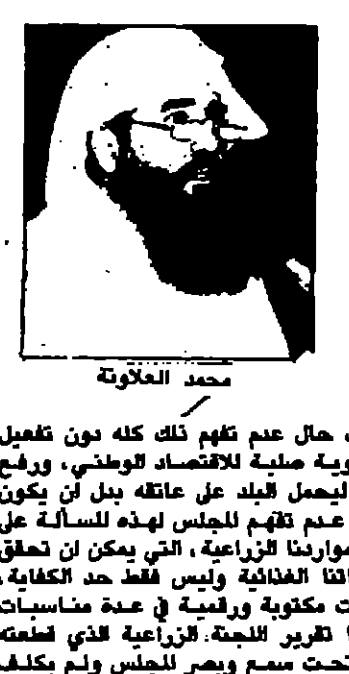 محمد العلاونة
حال عدم تفهم ذلك كله دون تفعيل
وية صلبة للاقتصاد الوطني، ورفع
ليحمل البلد على عاتقه بدل ان يكون
عدم تفهم المجلس لهذه المسألة على
مواردنا الزراعية، التي يمكن ان تحقق
اتنا الغذائية وليس فقط حد الكفاية،
ت مكتوبة ورقمية في عدة مناسبات
تقرير اللجنة الزراعية الذي قطعته
تحت سمع وبصر المجلس ولم يكلف